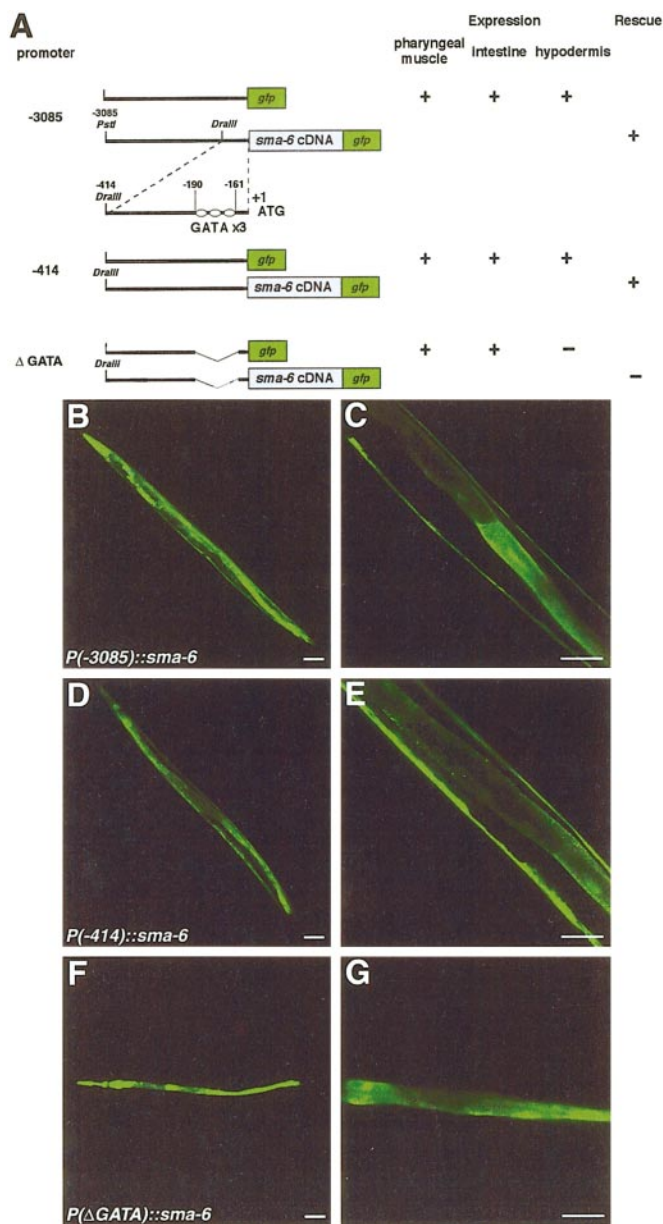 A
Expression
Rescue
promoter
pharyngeal muscle
intestine
hypodermis
-3085
gfp
+ + +
-3085
PstI
DraIII
sma-6 cDNA gfp
+
-414
DraIII
-190
-161
+1
ATG
GATA x3
-414
gfp
+ + +
DraIII
sma-6 cDNA gfp
+
Δ GATA
gfp
+ + −
DraIII
sma-6 cDNA gfp
−
B
P(-3085)::sma-6
C
D
P(-414)::sma-6
E
F
P(ΔGATA)::sma-6
G